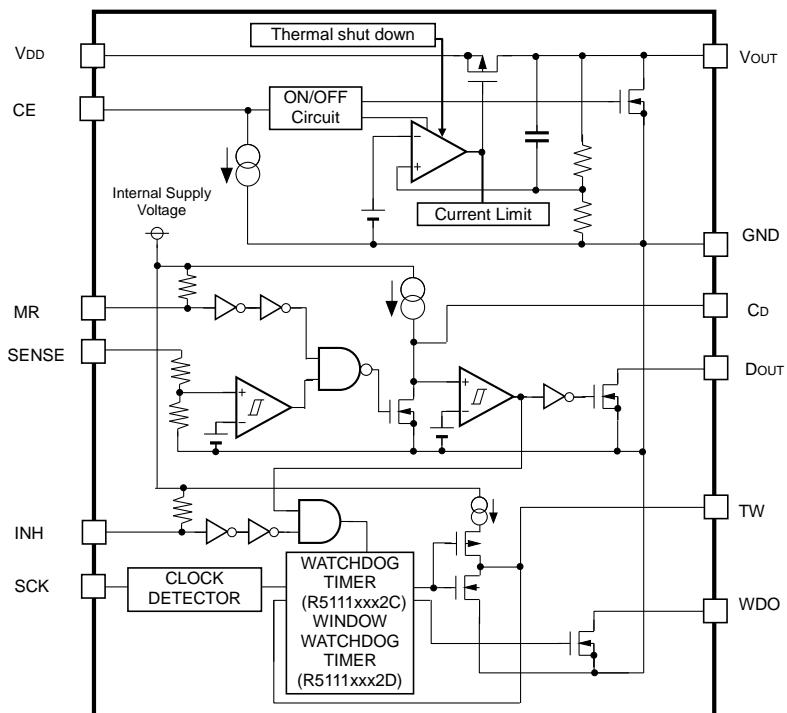 Thermal shut down
VDD
VOUT
CE
ON/OFF
Circuit
−
+
Internal Supply
Voltage
Current Limit
GND
MR
CD
SENSE
DOUT
+
−
+
−
INH
TW
SCK
CLOCK
DETECTOR
WATCHDOG
TIMER
(R5111xxx2C)
WINDOW
WATCHDOG
TIMER
(R5111xxx2D)
WDO